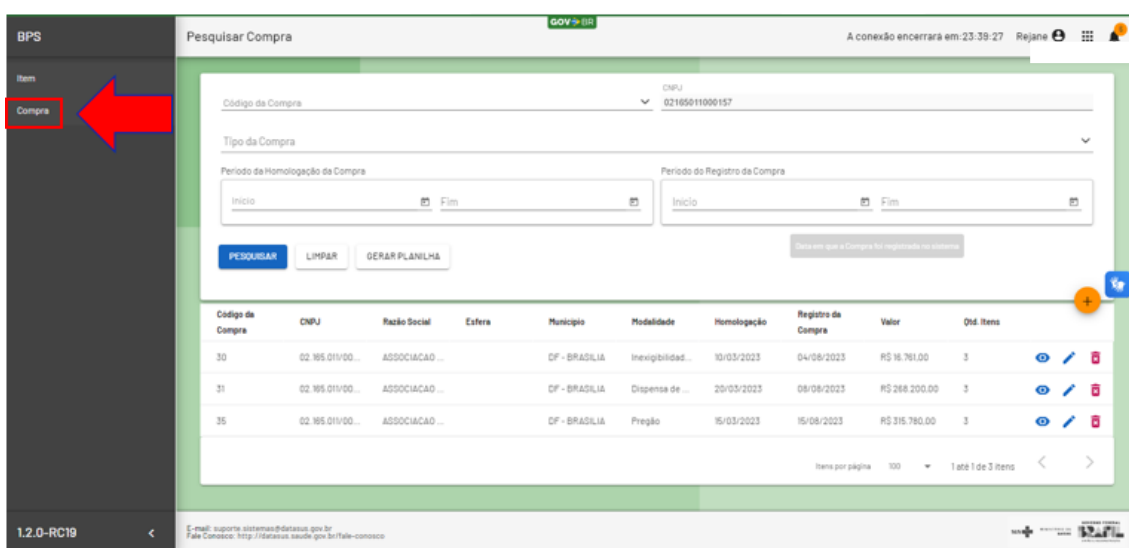 GOV BR
BPS
Pesquisar Compra
A conexão encerrará em:23:39:27
Rejane
Item
Compra
Código da Compra
CNPJ
02165011000157
Tipo da Compra
Período da Homologação da Compra
Período do Registro da Compra
Início
Fim
Início
Fim
Data em que a Compra foi registrada no sistema
PESQUISAR
LIMPAR
GERAR PLANILHA
+
Código da Compra CNPJ Razão Social Esfera Município Modalidade Homologação Registro da Compra Valor Qtd. Itens
30 02.165.011/00... ASSOCIACAO ... DF - BRASILIA Inexigibilidad... 10/03/2023 04/08/2023 R$ 16.761,00 3
31 02.165.011/00... ASSOCIACAO ... DF - BRASILIA Dispensa de ... 20/03/2023 08/08/2023 R$ 268.200,00 3
35 02.165.011/00... ASSOCIACAO ... DF - BRASILIA Pregão 15/03/2023 15/08/2023 R$ 315.780,00 3
Itens por página 100 1 até 1 de 3 itens
1.2.0-RC19
E-mail: suporte.sistemas@datasus.gov.br
Fale Conosco: http://datasus.saude.gov.br/fale-conosco
SUS
BRASIL